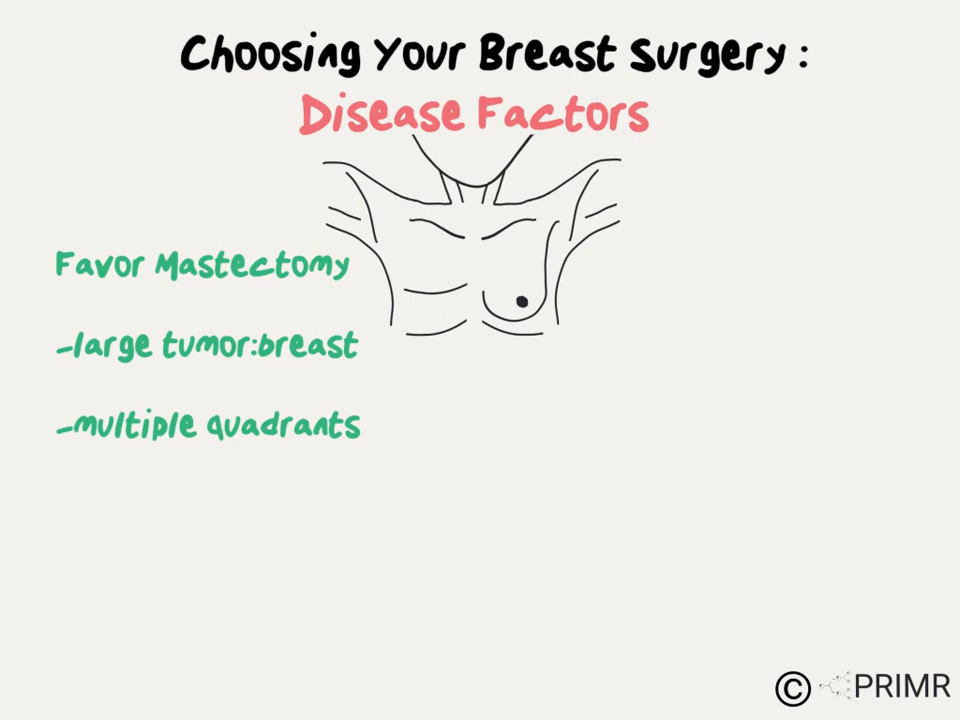 Choosing Your Breast Surgery:
Disease Factors
Favor Mastectomy
-large tumor:breast
-multiple quadrants
© PRIMR